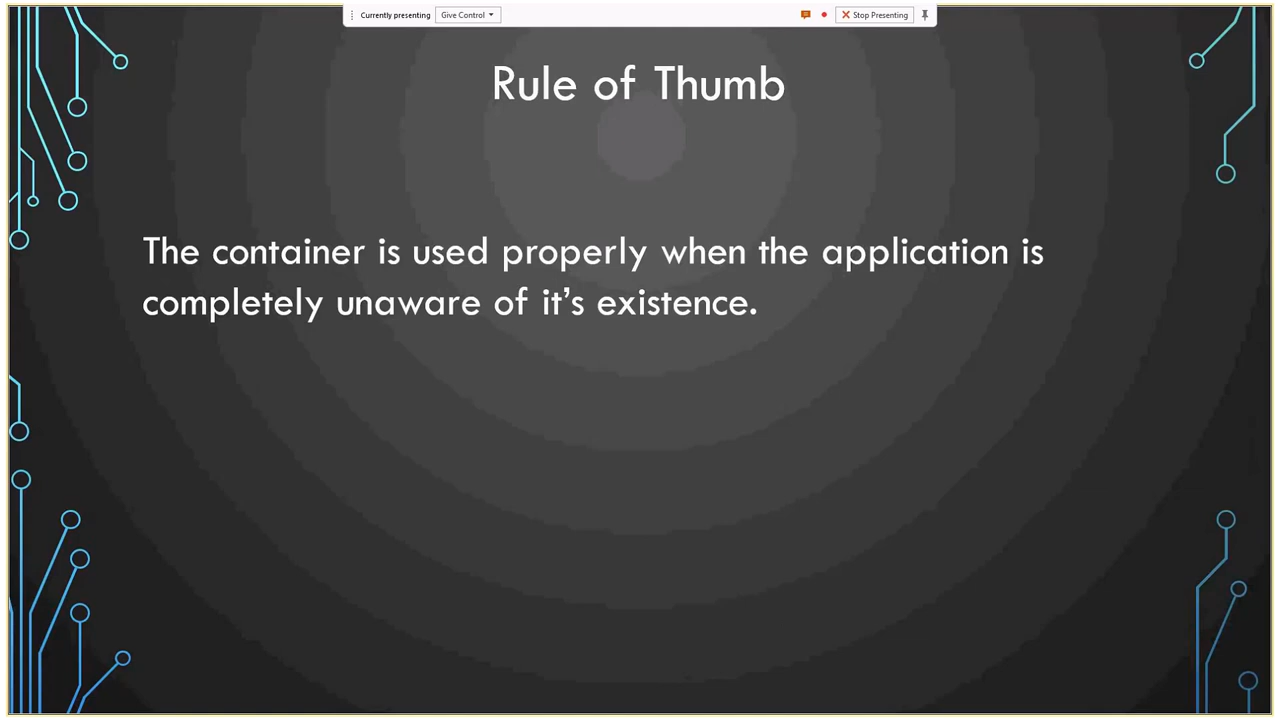 Currently presenting Give Control Stop Presenting
Rule of Thumb
The container is used properly when the application is
completely unaware of it’s existence.